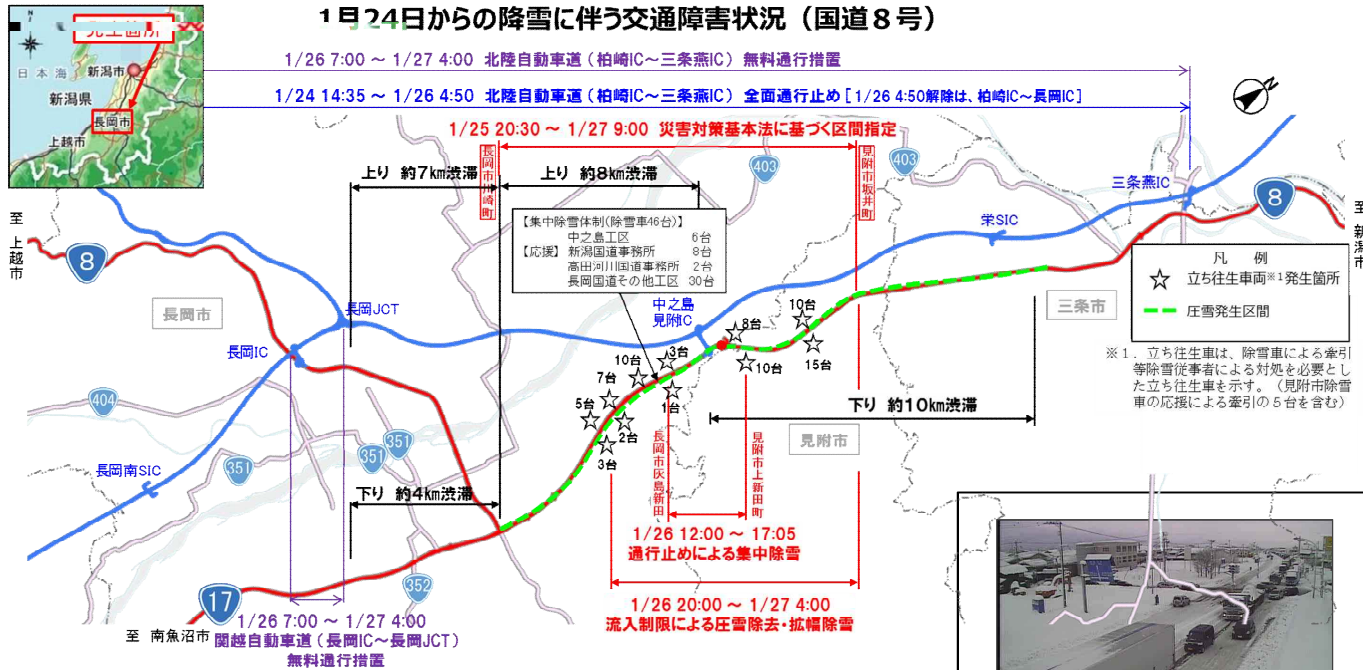 1月24日からの降雪に伴う交通障害状況（国道８号）
日本海
新潟市
新潟県
長岡市
上越市
1/26 7:00 ～ 1/27 4:00 北陸自動車道（柏崎IC～三条燕IC）無料通行措置
1/24 14:35 ～ 1/26 4:50 北陸自動車道（柏崎IC～三条燕IC）全面通行止め［1/26 4:50解除は、柏崎IC～長岡IC］
1/25 20:30 ～ 1/27 9:00 災害対策基本法に基づく区間指定
長岡市川崎町
見附市坂井町
上り 約7km渋滞
上り 約8km渋滞
403
403
三条燕IC
8
至 新潟市
至 上越市
8
栄SIC
【集中除雪体制(除雪車46台)】
中之島工区 6台
【応援】 新潟国道事務所 8台
高田河川国道事務所 2台
長岡国道その他工区 30台
凡 例
立ち往生車両※1発生箇所
圧雪発生区間
※１．立ち往生車は、除雪車による牽引
等除雪従事者による対処を必要とし
た立ち往生車を示す。（見附市除雪
車の応援による牽引の５台を含む）
長岡市
長岡JCT
中之島
見附IC
三条市
長岡IC
8台
10台
10台
15台
3台
10台
1台
7台
5台
2台
3台
404
351
351
351
長岡南SIC
下り 約10km渋滞
見附市
長岡市灰島新田
見附市上新田町
下り 約4km渋滞
1/26 12:00 ～ 17:05
通行止めによる集中除雪
352
17
至 南魚沼市
1/26 7:00 ～ 1/27 4:00
関越自動車道（長岡IC～長岡JCT）
無料通行措置
1/26 20:00 ～ 1/27 4:00
流入制限による圧雪除去・拡幅除雪